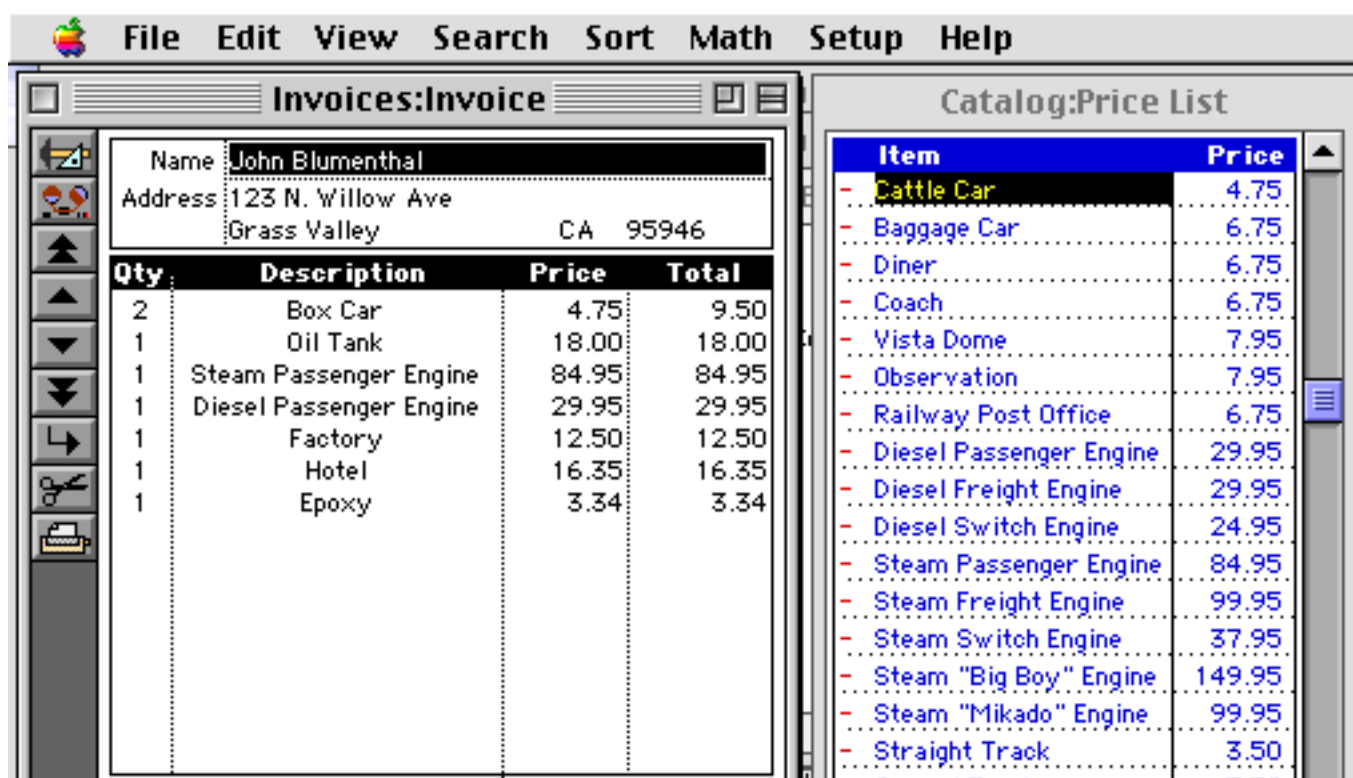 File Edit View Search Sort Math Setup Help
Invoices:Invoice
Name John Blumenthal
Address 123 N. Willow Ave
Grass Valley CA 95946
Qty Description Price Total
2 Box Car 4.75 9.50
1 Oil Tank 18.00 18.00
1 Steam Passenger Engine 84.95 84.95
1 Diesel Passenger Engine 29.95 29.95
1 Factory 12.50 12.50
1 Hotel 16.35 16.35
1 Epoxy 3.34 3.34
Catalog:Price List
Item Price
- Cattle Car 4.75
- Baggage Car 6.75
- Diner 6.75
- Coach 6.75
- Vista Dome 7.95
- Observation 7.95
- Railway Post Office 6.75
- Diesel Passenger Engine 29.95
- Diesel Freight Engine 29.95
- Diesel Switch Engine 24.95
- Steam Passenger Engine 84.95
- Steam Freight Engine 99.95
- Steam Switch Engine 37.95
- Steam "Big Boy" Engine 149.95
- Steam "Mikado" Engine 99.95
- Straight Track 3.50